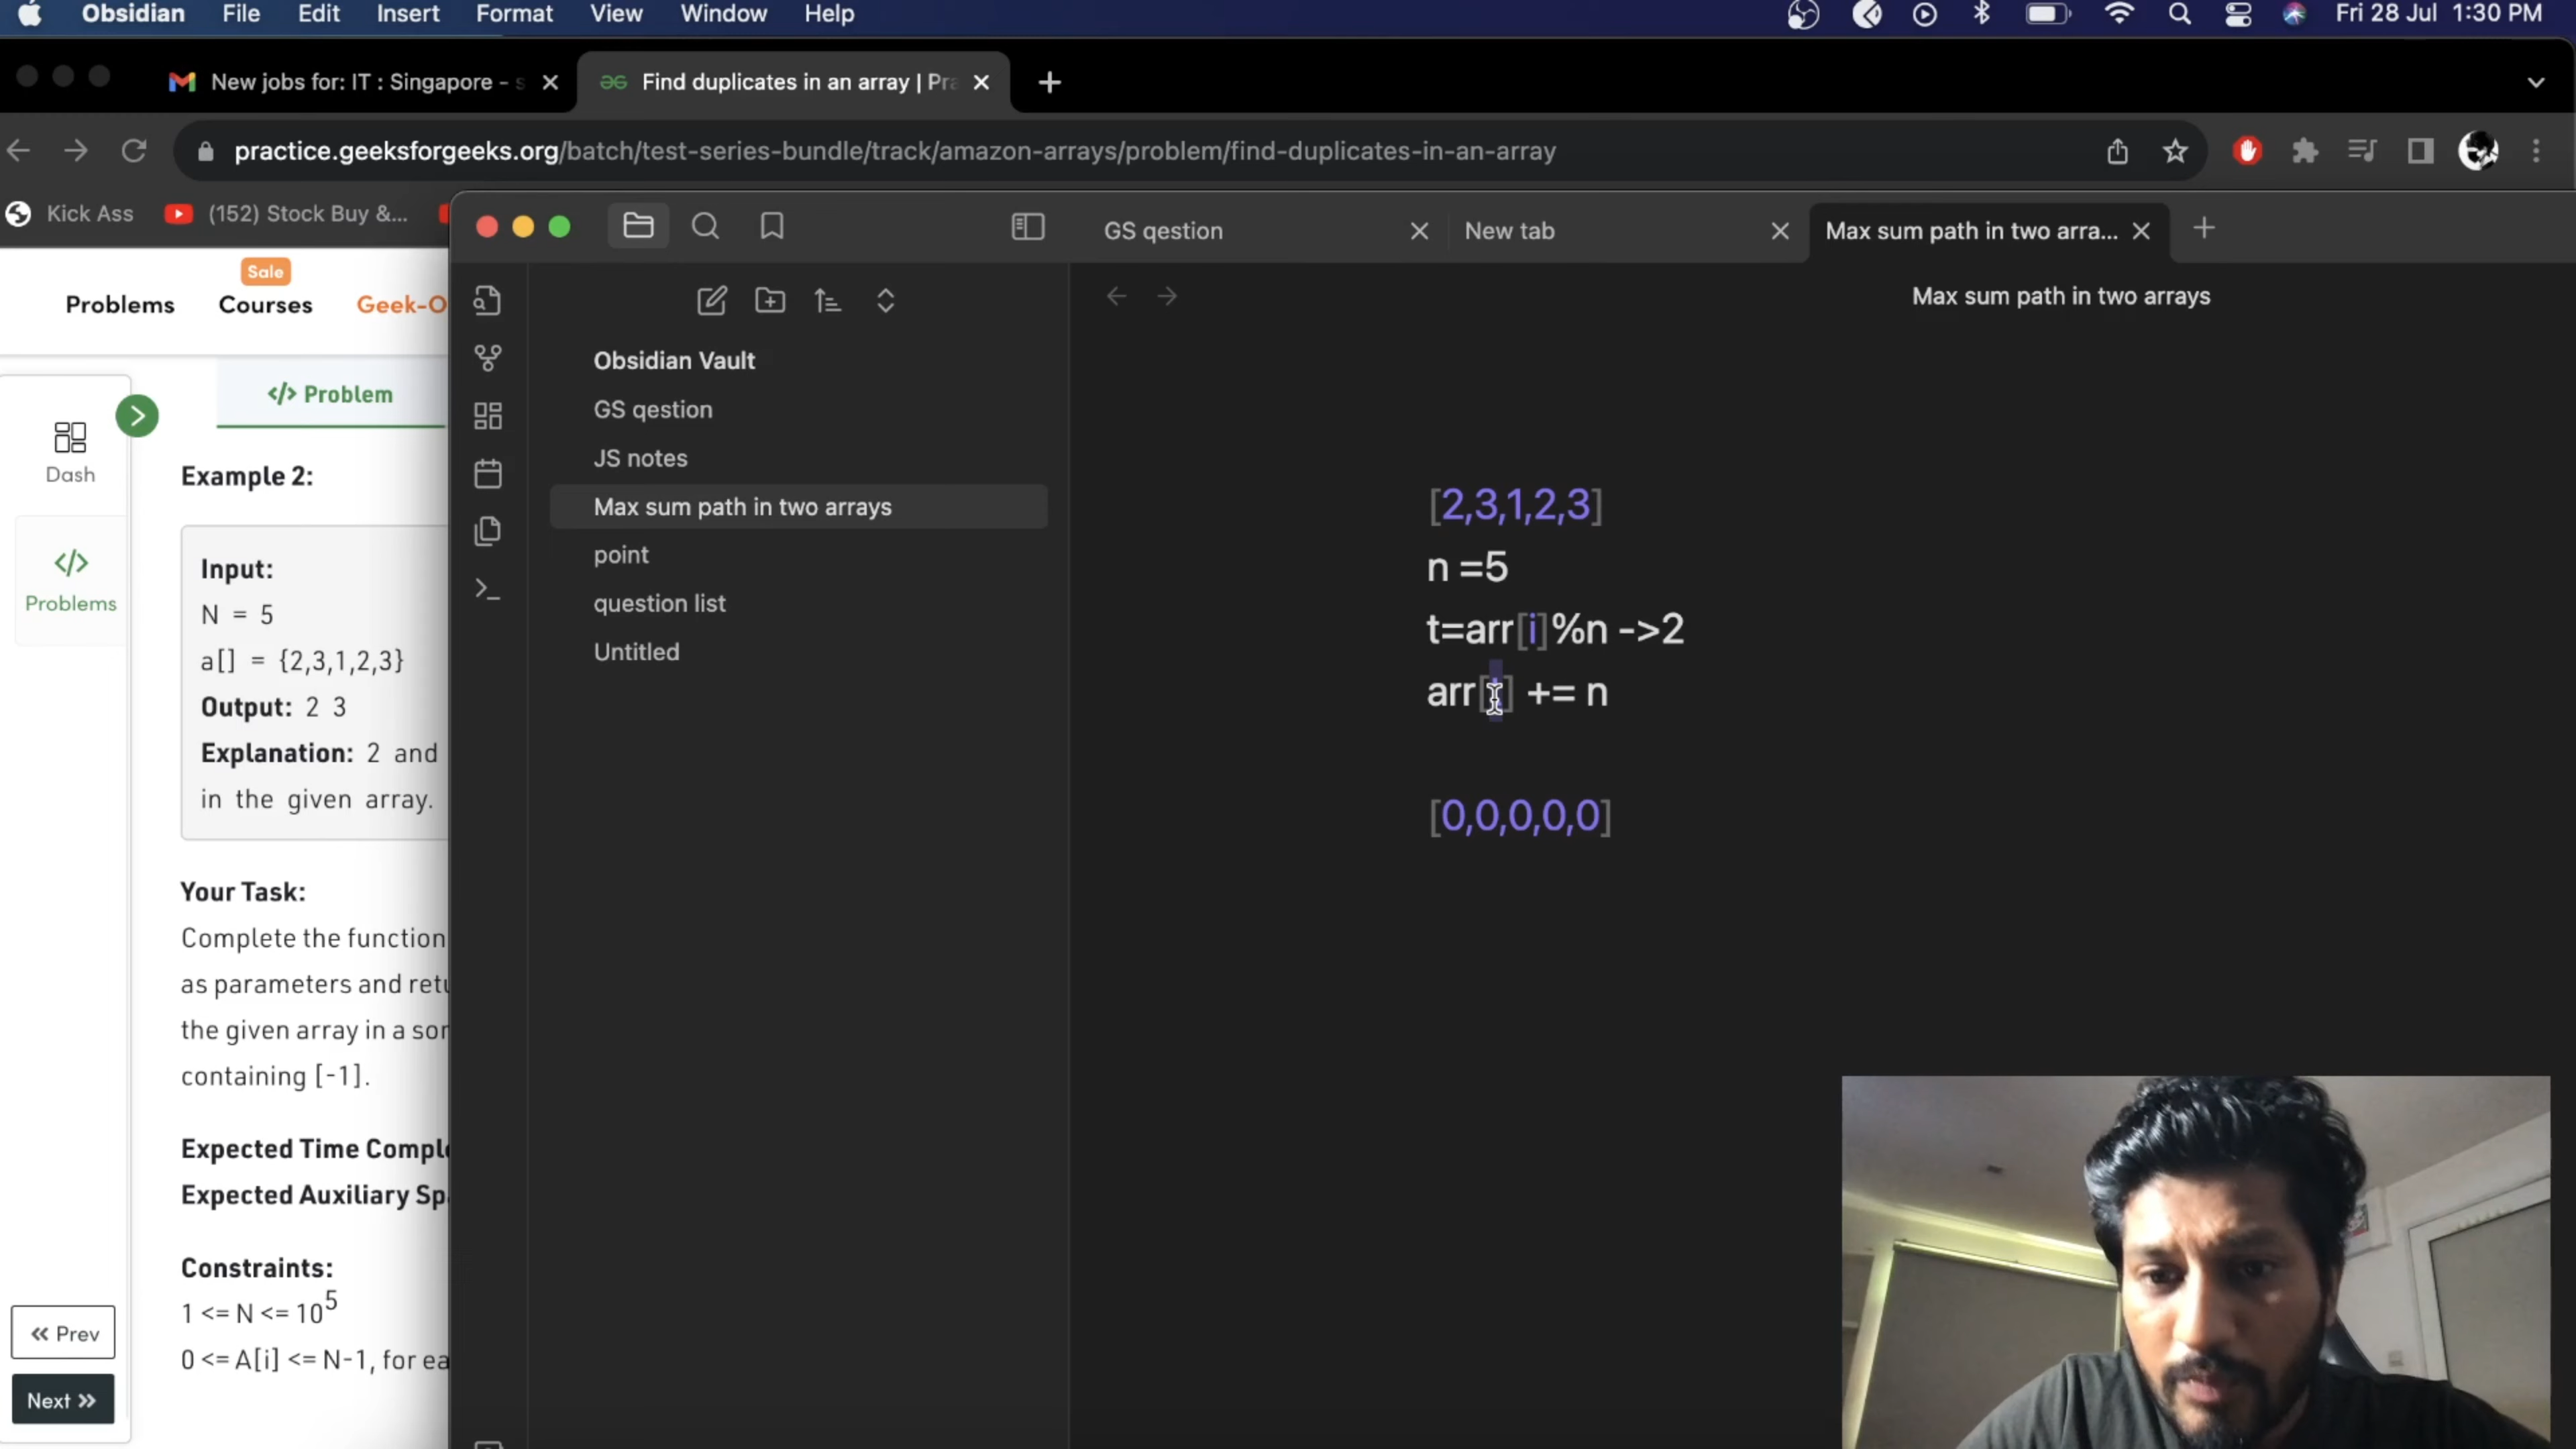 Obsidian File Edit Insert Format View Window Help Fri 28 Jul 1:30 PM
New jobs for: IT : Singapore - s
Find duplicates in an array | Pra
practice.geeksforgeeks.org/batch/test-series-bundle/track/amazon-arrays/problem/find-duplicates-in-an-array
Kick Ass (152) Stock Buy &...
Sale
Problems Courses Geek-O
</> Problem
Dash
Problems
Example 2:
Input:
N = 5
a[] = {2,3,1,2,3}
Output: 2 3
Explanation: 2 and
in the given array.
Your Task:
Complete the function
as parameters and retu
the given array in a sor
containing [-1].
Expected Time Comple
Expected Auxiliary Sp
Constraints:
1 <= N <= 10^5
0 <= A[i] <= N-1, for ea
<< Prev
Next >>
GS qestion
New tab
Max sum path in two arra...
Max sum path in two arrays
Obsidian Vault
GS qestion
JS notes
Max sum path in two arrays
point
question list
Untitled
[2,3,1,2,3]
n =5
t=arr[i]%n ->2
arr[] += n
[0,0,0,0,0]